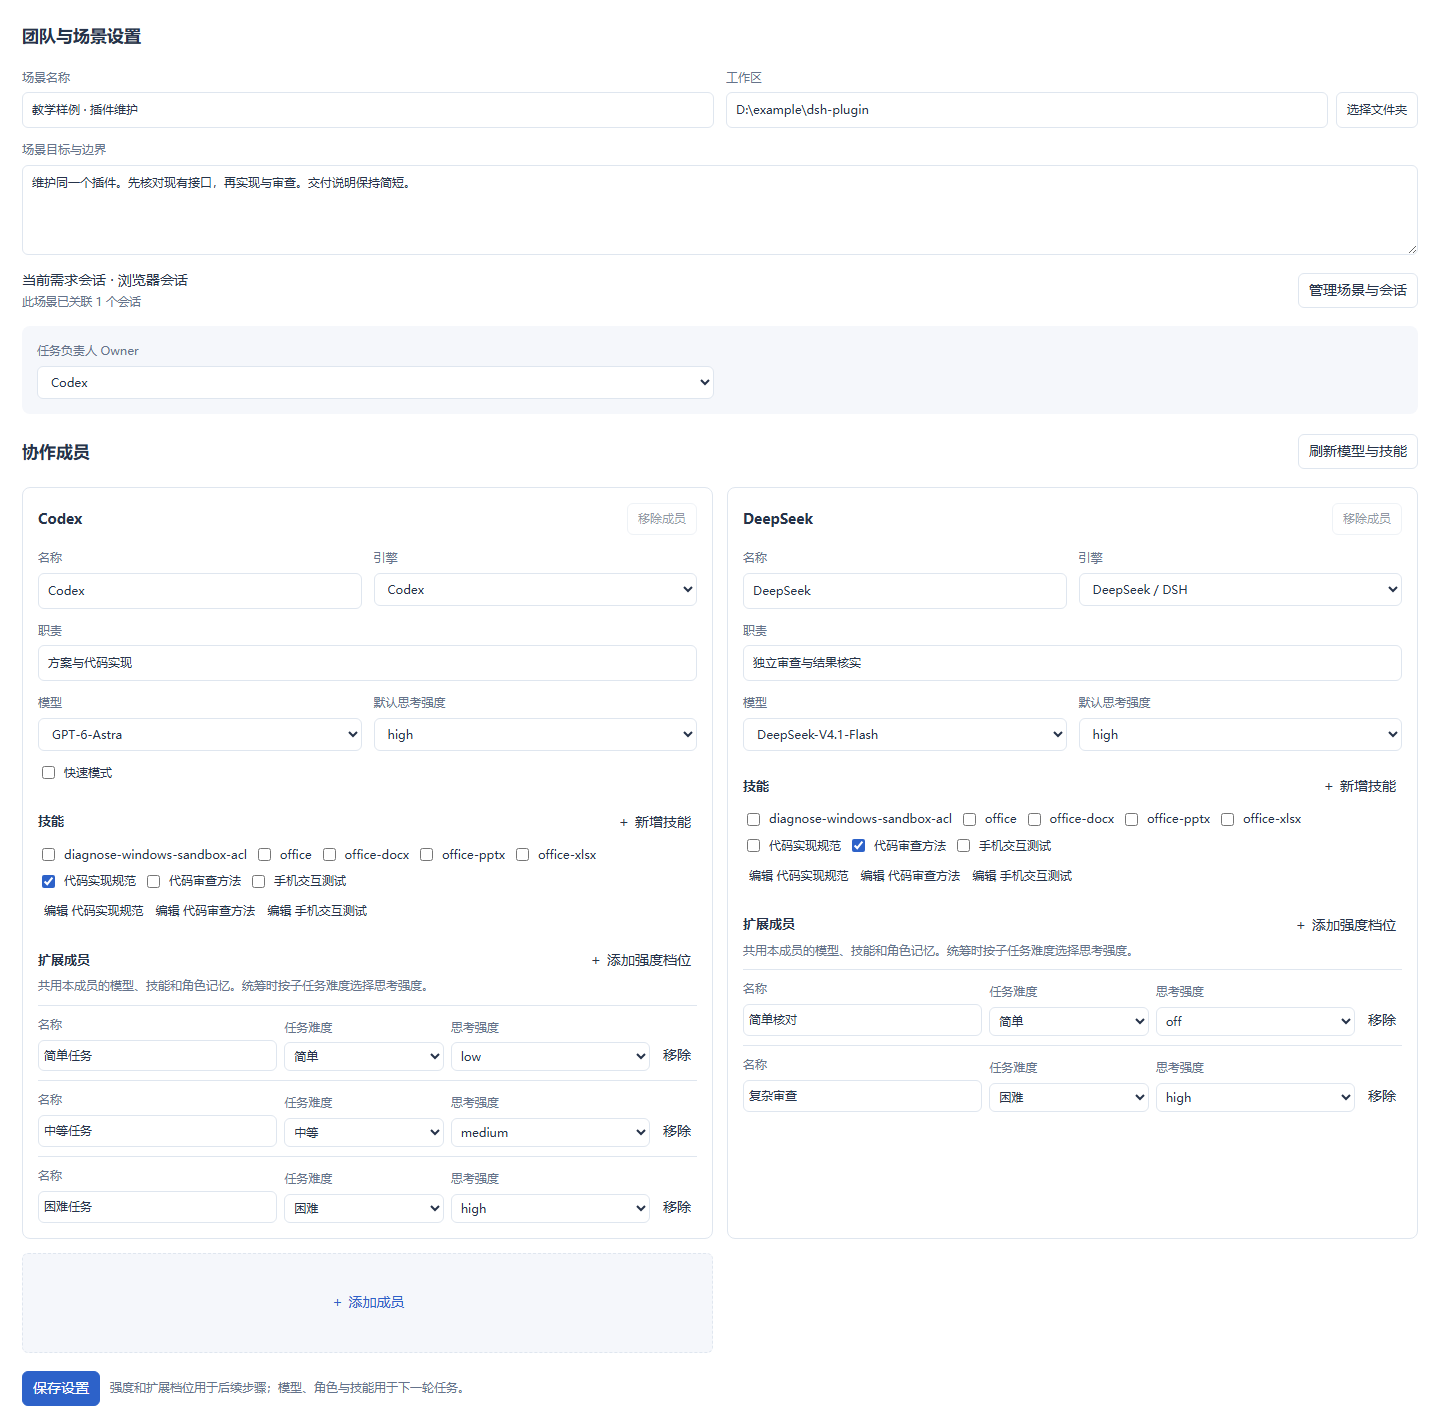 团队与场景设置
场景名称
工作区
教学样例 · 插件维护
D:\example\dsh-plugin
选择文件夹
场景目标与边界
维护同一个插件。先核对现有接口，再实现与审查。交付说明保持简短。
当前需求会话 · 浏览器会话
此场景已关联 1 个会话
管理场景与会话
任务负责人 Owner
Codex
协作成员
刷新模型与技能
Codex
移除成员
名称
引擎
Codex
Codex
职责
方案与代码实现
模型
默认思考强度
GPT-6-Astra
high
快速模式
技能
+ 新增技能
diagnose-windows-sandbox-acl office office-docx office-pptx office-xlsx
代码实现规范 代码审查方法 手机交互测试
编辑 代码实现规范 编辑 代码审查方法 编辑 手机交互测试
扩展成员
+ 添加强度档位
共用本成员的模型、技能和角色记忆。统筹时按子任务难度选择思考强度。
名称
任务难度
思考强度
简单任务
简单
low
移除
名称
任务难度
思考强度
中等任务
中等
medium
移除
名称
任务难度
思考强度
困难任务
困难
high
移除
DeepSeek
移除成员
名称
引擎
DeepSeek
DeepSeek / DSH
职责
独立审查与结果核实
模型
默认思考强度
DeepSeek-V4.1-Flash
high
技能
+ 新增技能
diagnose-windows-sandbox-acl office office-docx office-pptx office-xlsx
代码实现规范 代码审查方法 手机交互测试
编辑 代码实现规范 编辑 代码审查方法 编辑 手机交互测试
扩展成员
+ 添加强度档位
共用本成员的模型、技能和角色记忆。统筹时按子任务难度选择思考强度。
名称
任务难度
思考强度
简单核对
简单
off
移除
名称
任务难度
思考强度
复杂审查
困难
high
移除
+ 添加成员
保存设置
强度和扩展档位用于后续步骤；模型、角色与技能用于下一轮任务。